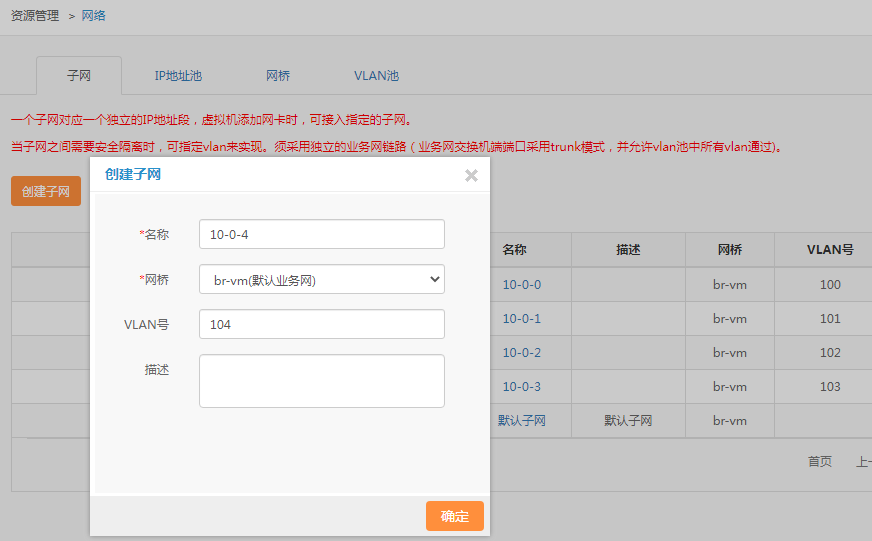 资源管理 > 网络
子网 IP地址池 网桥 VLAN池
一个子网对应一个独立的IP地址段，虚拟机添加网卡时，可接入指定的子网。
当子网之间需要安全隔离时，可指定vlan来实现。须采用独立的业务网链路（业务网交换机端端口采用trunk模式，并允许vlan池中所有vlan通过)。
创建子网
创建子网 ×
*名称 10-0-4
*网桥 br-vm(默认业务网)
VLAN号 104
描述
确定
名称 描述 网桥 VLAN号
10-0-0 br-vm 100
10-0-1 br-vm 101
10-0-2 br-vm 102
10-0-3 br-vm 103
默认子网 默认子网 br-vm
首页 上一